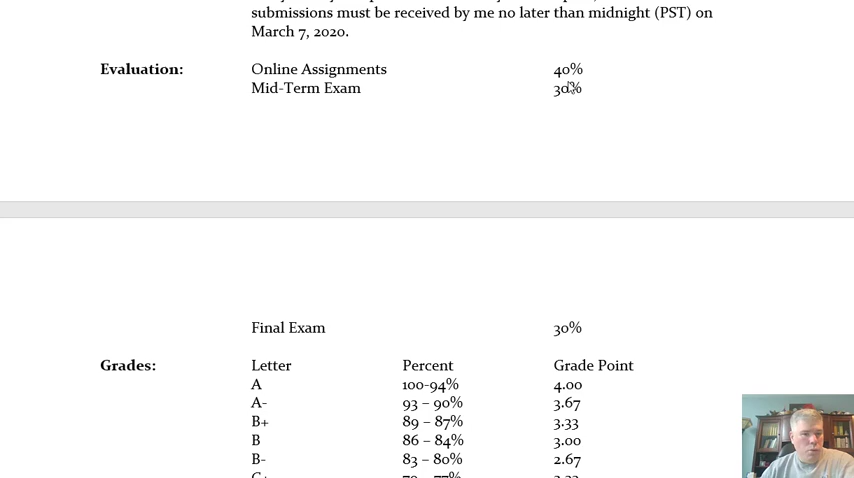 submissions must be received by me no later than midnight (PST) on
March 7, 2020.
Evaluation: Online Assignments 40%
Mid-Term Exam 30%
Final Exam 30%
Grades: Letter Percent Grade Point
A 100-94% 4.00
A- 93 – 90% 3.67
B+ 89 – 87% 3.33
B 86 – 84% 3.00
B- 83 – 80% 2.67